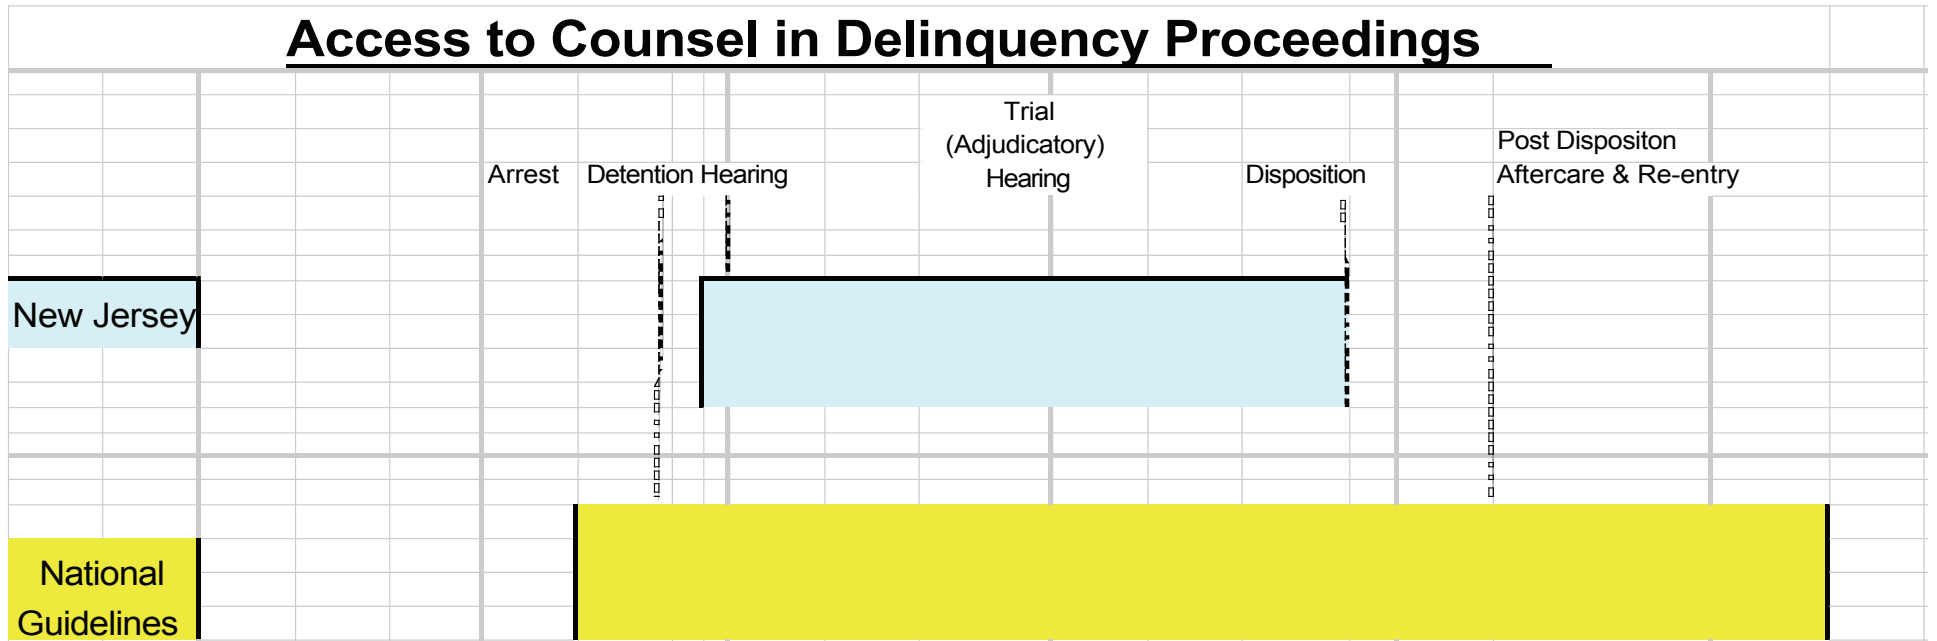 Access to Counsel in Delinquency Proceedings
Trial
(Adjudicatory)
Hearing
Post Dispositon
Arrest Detention Hearing Disposition Aftercare & Re-entry
New Jersey
National
Guidelines